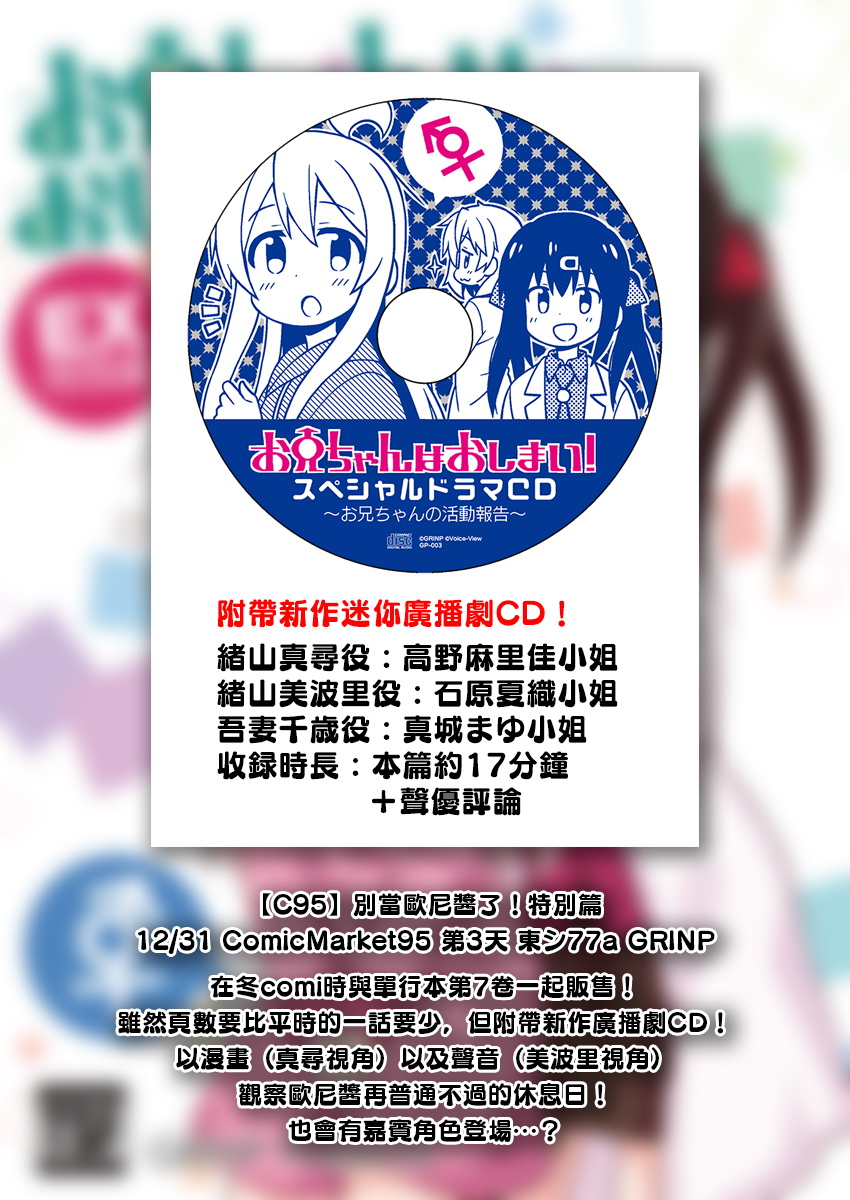 お兄ちゃんはおしまい!
スペシャルドラマCD
～お兄ちゃんの活動報告～
COMPACT
disc
DIGITAL AUDIO
©GRINP ©Voice-View
GP-003
附帶新作迷你廣播劇CD！
緒山真尋役：高野麻里佳小姐
緒山美波里役：石原夏織小姐
吾妻千歳役：真城まゆ小姐
收録時長：本篇約17分鐘
＋聲優評論
【C95】別當歐尼醬了！特別篇
12/31 ComicMarket95 第3天 東シ77a GRINP
在冬comi時與單行本第7卷一起販售！
雖然頁數要比平時的一話要少，但附帶新作廣播劇CD！
以漫畫（真尋視角）以及聲音（美波里視角）
觀察歐尼醬再普通不過的休息日！
也會有嘉賓角色登場…？
EX